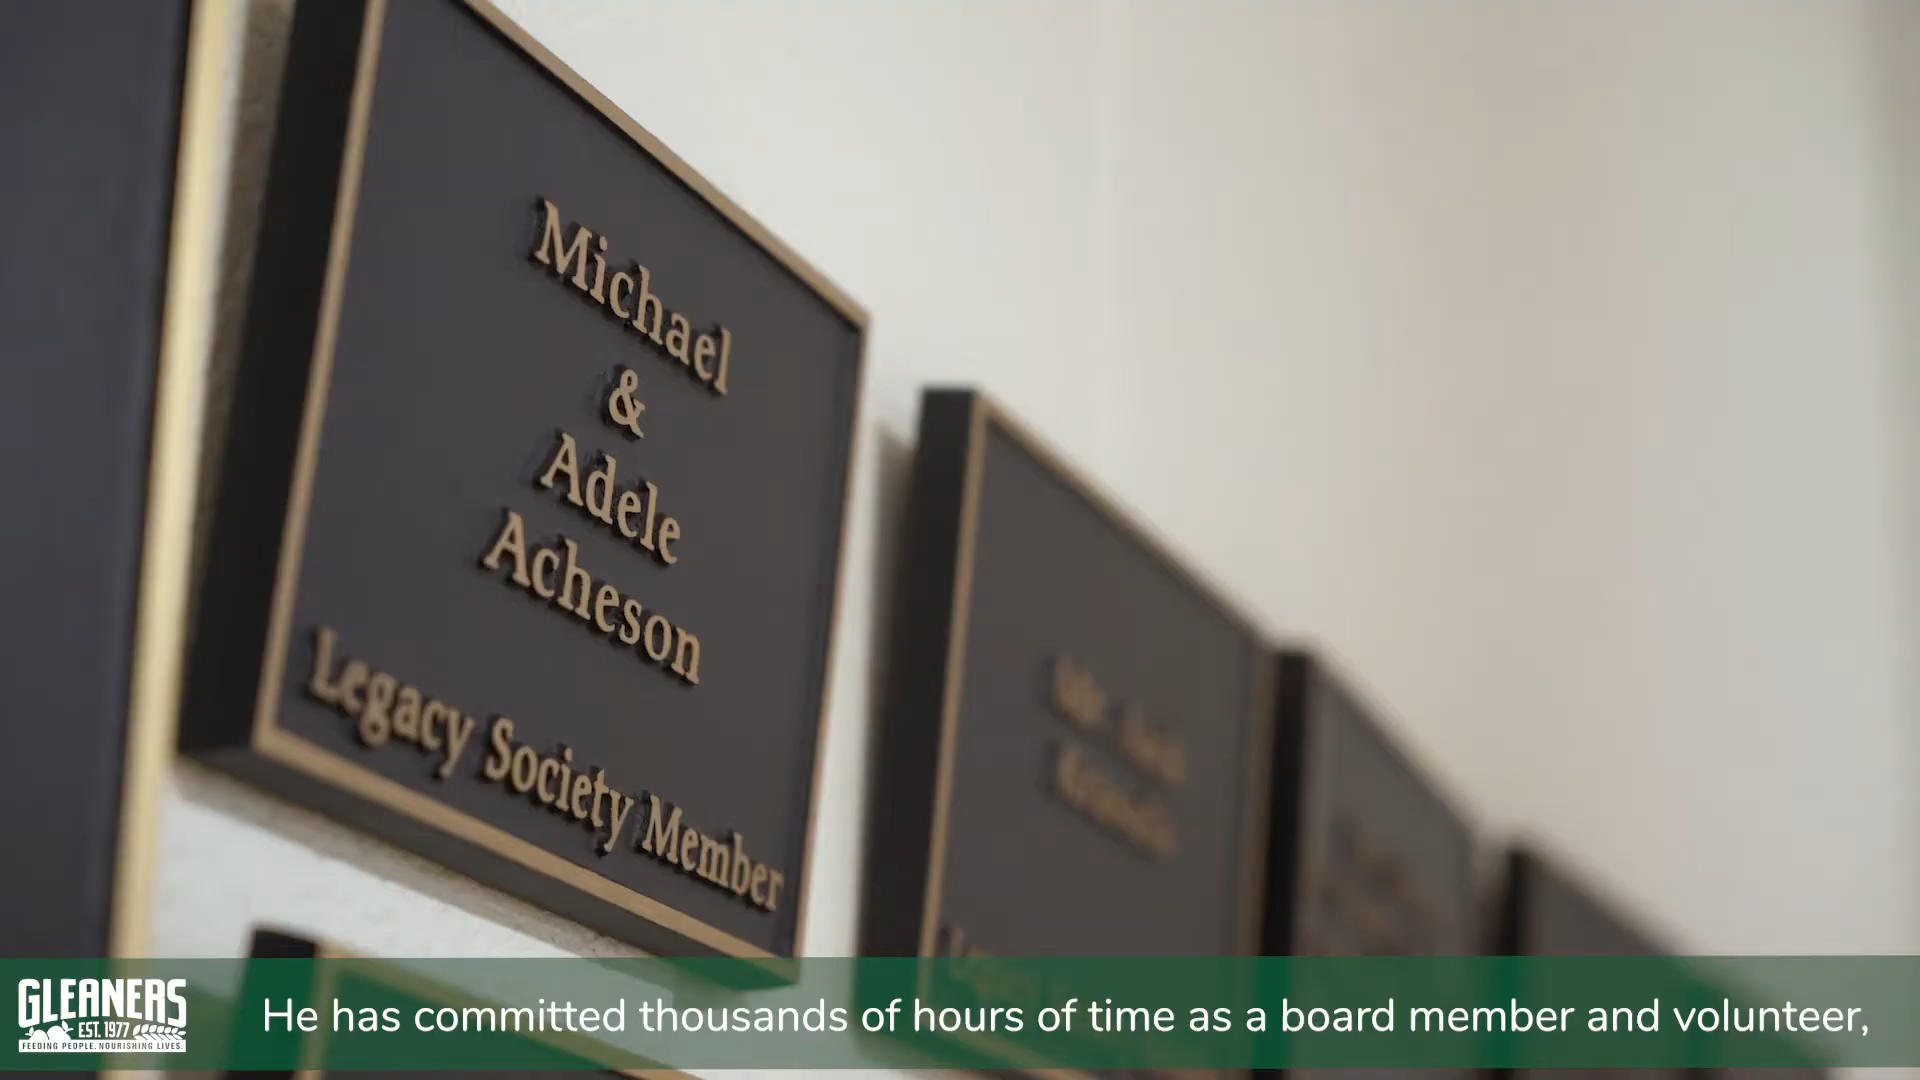 Michael
&
Adele
Acheson
Legacy Society Member
GLEANERS
EST. 1977
FEEDING PEOPLE. NOURISHING LIVES.
He has committed thousands of hours of time as a board member and volunteer,